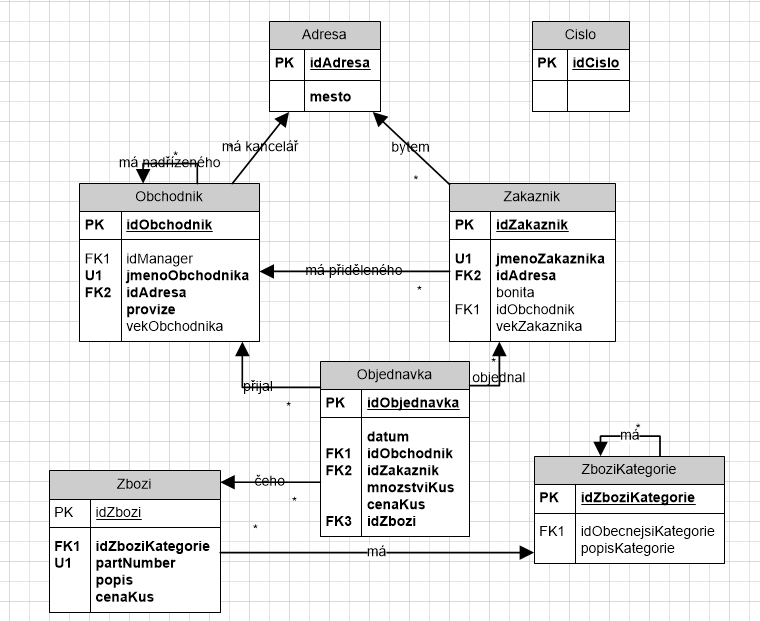 Adresa
PK idAdresa
mesto
Cislo
PK idCislo
má kancelář
bytem
*
má nadřízeného
*
*
Obchodnik
PK idObchodnik
FK1 idManager
U1 jmenoObchodnika
FK2 idAdresa
provize
vekObchodnika
Zakaznik
PK idZakaznik
U1 jmenoZakaznika
FK2 idAdresa
bonita
FK1 idObchodnik
vekZakaznika
má přiděleného
*
přijal
*
objednal
*
Objednavka
PK idObjednavka
datum
FK1 idObchodnik
FK2 idZakaznik
mnozstviKus
cenaKus
FK3 idZbozi
čeho
*
Zbozi
PK idZbozi
FK1 idZboziKategorie
U1 partNumber
popis
cenaKus
*
má
má
*
ZboziKategorie
PK idZboziKategorie
FK1 idObecnejsiKategorie
popisKategorie